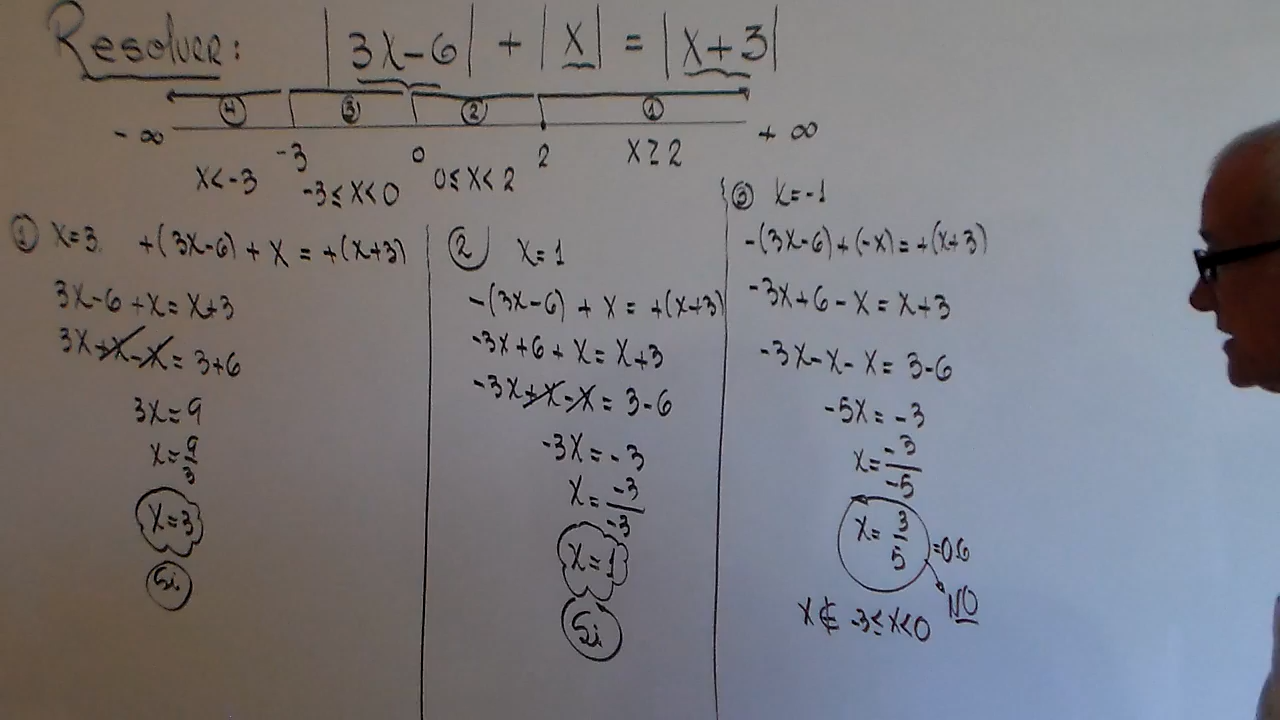 Resolver: |3x-6| + |x| = |x+3|
④ ③ ② ①
-∞ -3 0 2 +∞
x<-3 -3≤x<0 0≤x<2 x≥2
① x=3 +(3x-6) + x = +(x+3)
3x-6+x=x+3
3x+x-x=3+6
3x=9
x=9/3
x=3
Si
② x=1
-(3x-6) + x = +(x+3)
-3x+6+x=x+3
-3x+x-x=3-6
-3x=-3
x=-3/-3
x=1
Si
③ x=-1
-(3x-6)+(-x)=+(x+3)
-3x+6-x=x+3
-3x-x-x=3-6
-5x=-3
x=-3/-5
x=3/5=0.6
NO
x∉ -3≤x<0